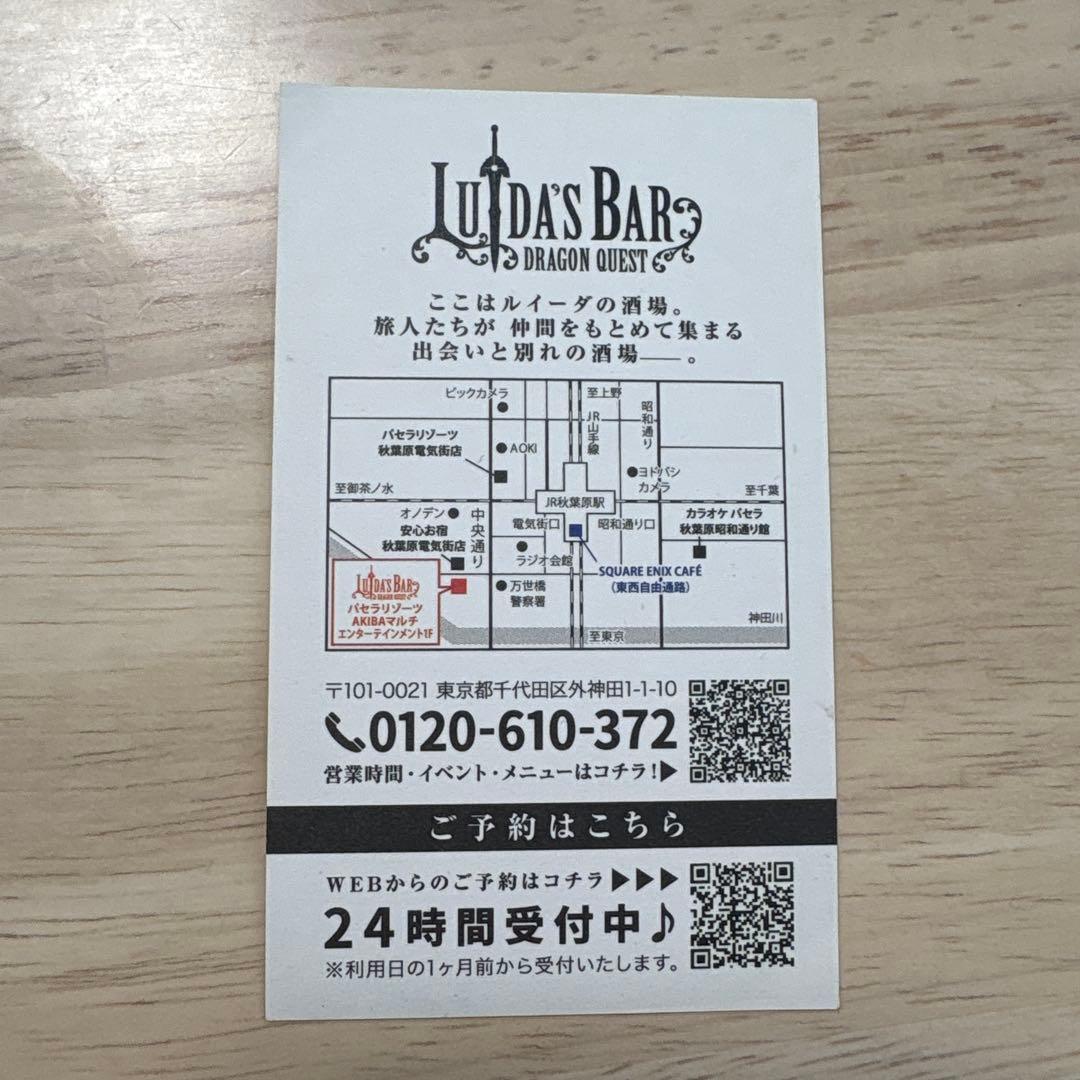 LUIDA'S BAR
DRAGON QUEST
ここはルイーダの酒場。
旅人たちが 仲間をもとめて集まる
出会いと別れの酒場――。
ビックカメラ
至上野
昭和通り
JR山手線
パセラリゾーツ
秋葉原電気街店
AOKI
ヨドバシ
カメラ
至御茶ノ水
至千葉
JR秋葉原駅
オノデン
中央通り
電気街口
昭和通り口
カラオケ パセラ
秋葉原昭和通り館
安心お宿
秋葉原電気街店
ラジオ会館
SQUARE ENIX CAFÉ
(東西自由通路)
LUIDA'S BAR
DRAGON QUEST
パセラリゾーツ
AKIBAマルチ
エンターテインメント1F
万世橋
警察署
神田川
至東京
〒101-0021 東京都千代田区外神田1-1-10
0120-610-372
営業時間・イベント・メニューはコチラ!▶
ご予約はこちら
WEBからのご予約はコチラ▶▶▶
24時間受付中♪
※利用日の1ヶ月前から受付いたします。